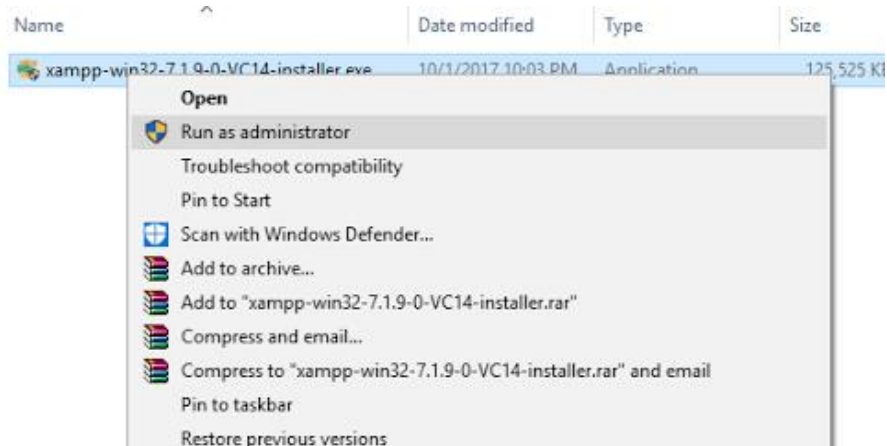 Name Date modified Type Size
xampp-win32-7.1.9-0-VC14-installer.exe 10/1/2017 10:03 PM Application 125,525 KB
Open
Run as administrator
Troubleshoot compatibility
Pin to Start
Scan with Windows Defender...
Add to archive...
Add to "xampp-win32-7.1.9-0-VC14-installer.rar"
Compress and email...
Compress to "xampp-win32-7.1.9-0-VC14-installer.rar" and email
Pin to taskbar
Restore previous versions